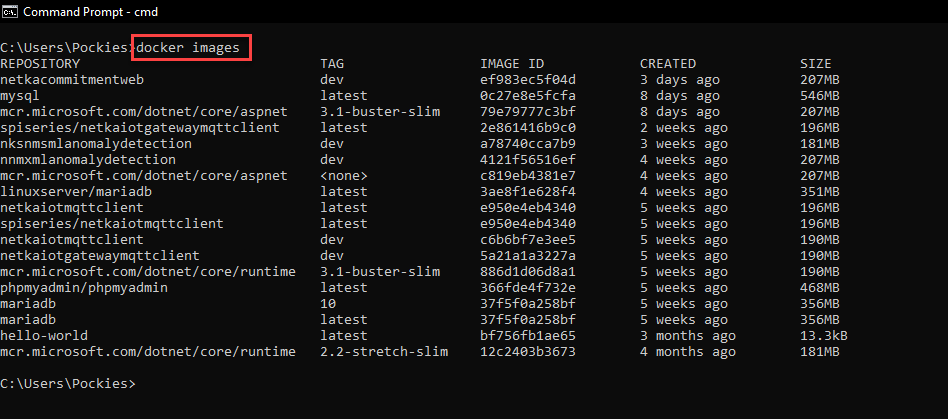 Command Prompt - cmd
C:\Users\Pockies>docker images
REPOSITORY TAG IMAGE ID CREATED SIZE
netkacommitmentweb dev ef983ec5f04d 3 days ago 207MB
mysql latest 0c27e8e5fcfa 8 days ago 546MB
mcr.microsoft.com/dotnet/core/aspnet 3.1-buster-slim 79e79777c3bf 8 days ago 207MB
spiseries/netkaiotgatewaymqttclient latest 2e861416b9c0 2 weeks ago 196MB
nksnmsmlanomalydetection dev a78740cca7b9 3 weeks ago 181MB
nnmxmlanomalydetection dev 4121f56516ef 4 weeks ago 207MB
mcr.microsoft.com/dotnet/core/aspnet <none> c819eb4381e7 4 weeks ago 207MB
linuxserver/mariadb latest 3ae8f1e628f4 4 weeks ago 351MB
netkaiotmqttclient latest e950e4eb4340 5 weeks ago 196MB
spiseries/netkaiotmqttclient latest e950e4eb4340 5 weeks ago 196MB
netkaiotmqttclient dev c6b6bf7e3ee5 5 weeks ago 190MB
netkaiotgatewaymqttclient dev 5a21a1a3227a 5 weeks ago 190MB
mcr.microsoft.com/dotnet/core/runtime 3.1-buster-slim 886d1d06d8a1 5 weeks ago 190MB
phpmyadmin/phpmyadmin latest 366fde4f732e 5 weeks ago 468MB
mariadb 10 37f5f0a258bf 5 weeks ago 356MB
mariadb latest 37f5f0a258bf 5 weeks ago 356MB
hello-world latest bf756fb1ae65 3 months ago 13.3kB
mcr.microsoft.com/dotnet/core/runtime 2.2-stretch-slim 12c2403b3673 4 months ago 181MB
C:\Users\Pockies>